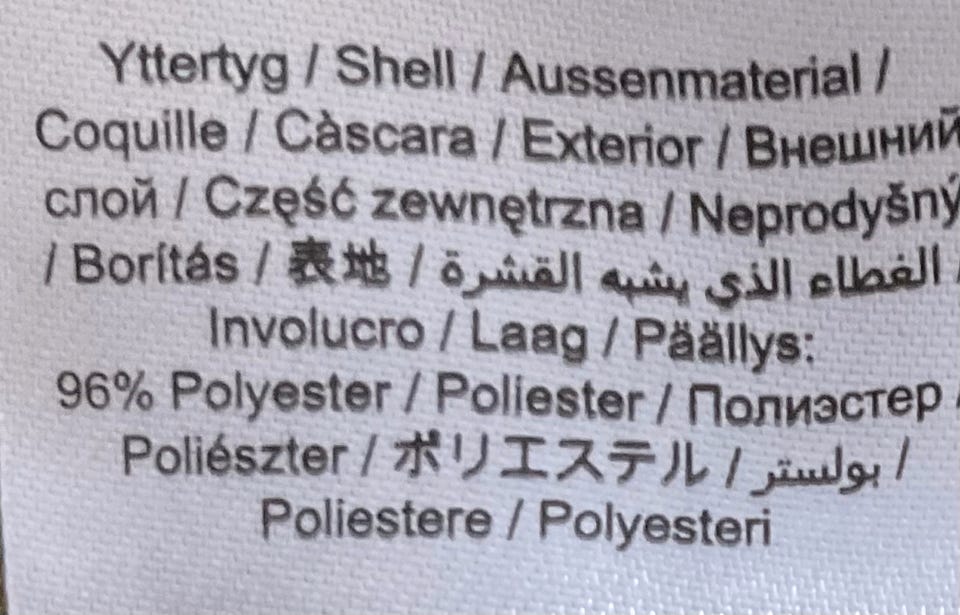 Yttertyg / Shell / Aussenmaterial /
Coquille / Càscara / Exterior / Внешний
слой / Część zewnętrzna / Neprodyšný
/ Borítás / 表地 / الغطاء الذي يشبه القشرة /
Involucro / Laag / Päällys:
96% Polyester / Poliester / Полиэстер /
Poliészter / ポリエステル / بولستر /
Poliestere / Polyesteri